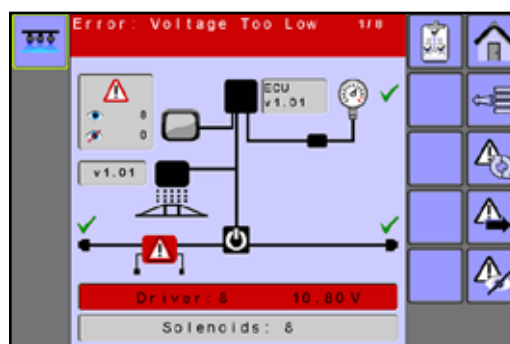 Error: Voltage Too Low 1/8
ECU
v1.01
8
0
v1.01
Driver: 8 10.80V
Solenoids: 8